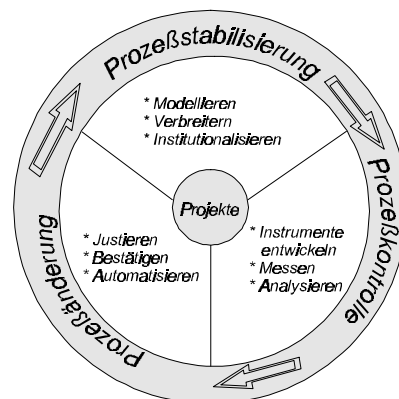 Prozeßstabilisierung
* Modellieren
* Verbreitern
* Institutionalisieren
Projekte
Prozeßkontrolle
* Instrumente
entwickeln
* Messen
* Analysieren
Prozeßänderung
* Justieren
* Bestätigen
* Automatisieren